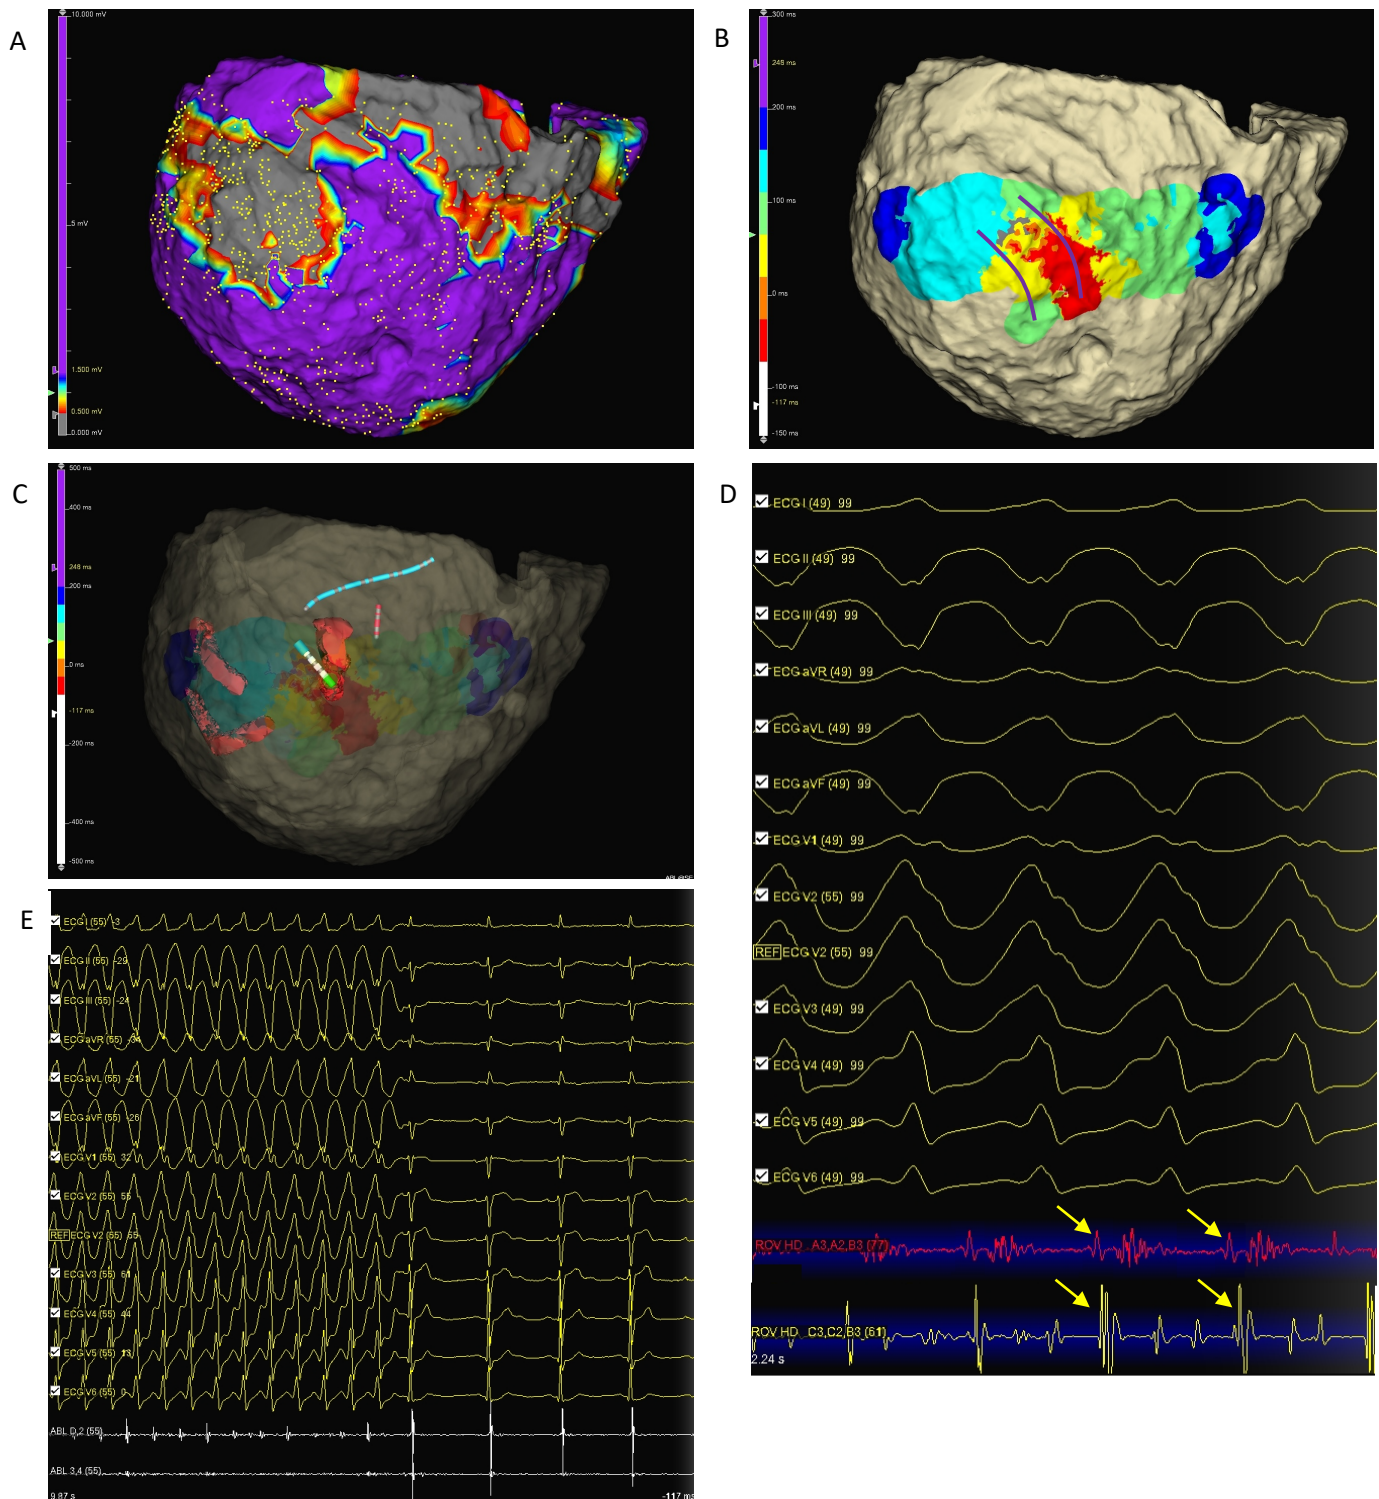 A
10.000 mV
5 mV
1.500 mV
0.500 mV
0.000 mV
B
300 ms
248 ms
200 ms
100 ms
0 ms
-100 ms
-117 ms
-150 ms
C
500 ms
400 ms
248 ms
200 ms
0 ms
-117 ms
-200 ms
-400 ms
-500 ms
D
ECG I (49) 99
ECG II (49) 99
ECG III (49) 99
ECG aVR (49) 99
ECG aVL (49) 99
ECG aVF (49) 99
ECG V1 (49) 99
ECG V2 (55) 99
REF ECG V2 (55) 99
ECG V3 (49) 99
ECG V4 (49) 99
ECG V5 (49) 99
ECG V6 (49) 99
ROV HD A3,A2,B3 (77)
ROV HD C3,C2,B3 (61)
2.24 s
E
ECG I (55) -3
ECG II (55) -29
ECG III (55) -24
ECG aVR (55) -34
ECG aVL (55) -21
ECG aVF (55) -26
ECG V1 (55) 32
ECG V2 (55) 55
REF ECG V2 (55) 55
ECG V3 (55) 61
ECG V4 (55) 44
ECG V5 (55) 13
ECG V6 (55) 0
ABL D,2 (55)
ABL 3,4 (55)
9.87 s
-117 ms